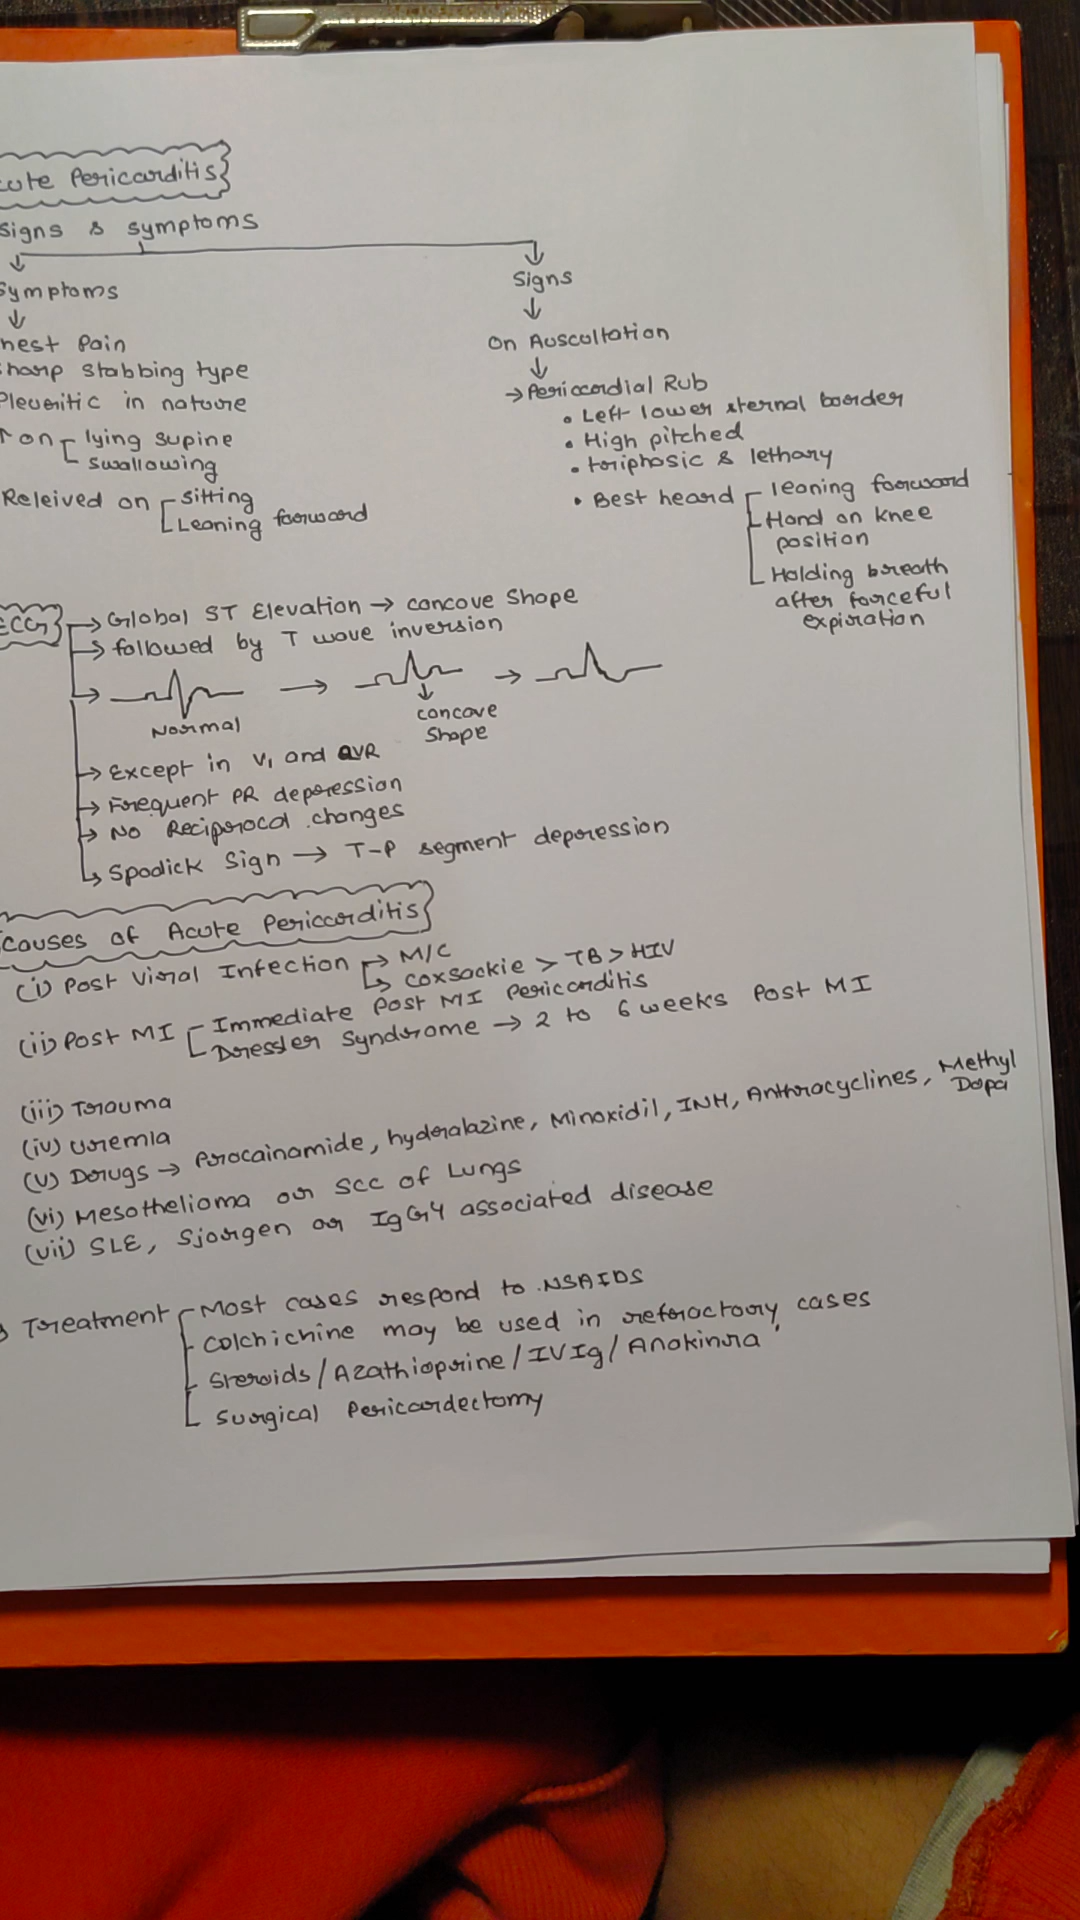 cute Pericarditis
signs & symptoms
symptoms
hest Pain
sharp stabbing type
Pleuritic in nature
↑ on lying supine
swallowing
Releived on sitting
Leaning forward
Signs
On Auscultation
→ Pericardial Rub
• Left lower sternal border
• High pitched
• triphasic & lethary
• Best heard leaning forward
Hand on knee
position
Holding breath
after forceful
expiration
ECG → Global ST Elevation → concave Shape
→ followed by T wave inversion
Normal
concave
Shape
→ Except in V1 and aVR
→ Frequent PR depression
→ No Reciprocal changes
→ Spodick Sign → T-P segment depression
causes of Acute Pericarditis
(i) Post Viral Infection → M/C
→ coxsackie > TB > HIV
(ii) Post MI Immediate Post MI Pericarditis
Dressler Syndrome → 2 to 6 weeks Post MI
(iii) Trauma
(iv) uremia
(v) Drugs → Procainamide, hyderalazine, Minoxidil, INH, Anthracyclines, Methyl
Dopa
(vi) Mesothelioma or SCC of Lungs
(vii) SLE, Sjorgen or IgG4 associated disease
Treatment Most cases respond to NSAIDS
Colchichine may be used in refractory cases
Steroids/Azathioprine/IVIg/Anakinra
Surgical Pericardectomy